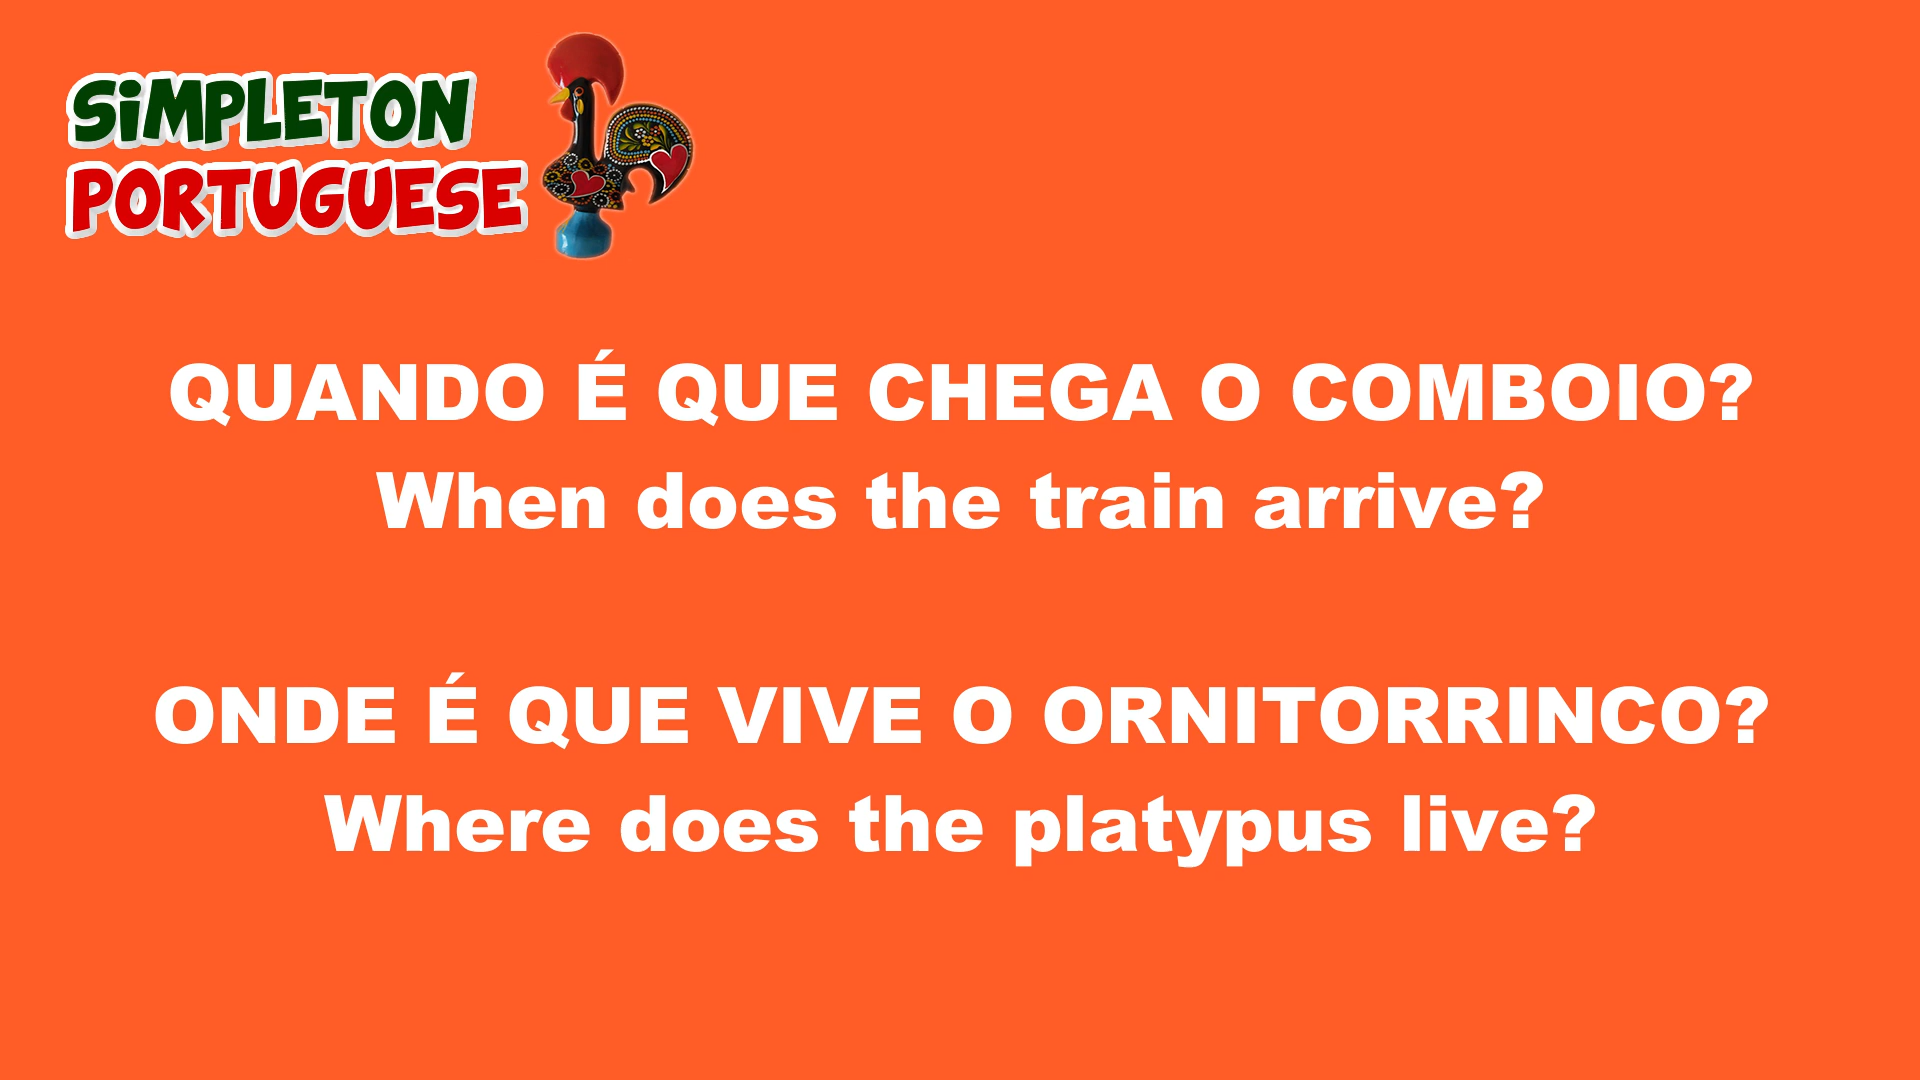 SiMPLETON
PORTUGUESE
QUANDO É QUE CHEGA O COMBOIO?
When does the train arrive?
ONDE É QUE VIVE O ORNITORRINCO?
Where does the platypus live?